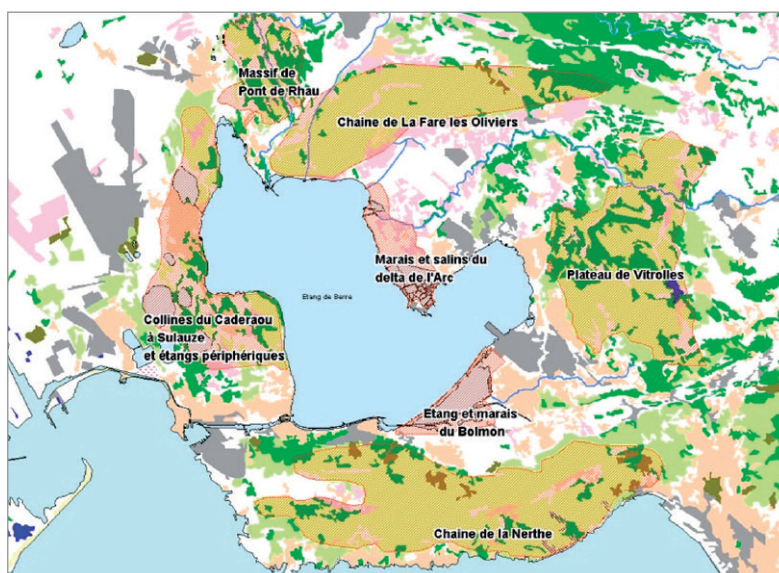 Massif de
Pont de Rhau
Chaine de La Fare les Oliviers
Marais et salins du
delta de l'Arc
Plateau de Vitrolles
Etang de Berre
Collines du Caderaou
à Sulauze
et étangs périphériques
Etang et marais
du Bolmon
Chaine de la Nerthe